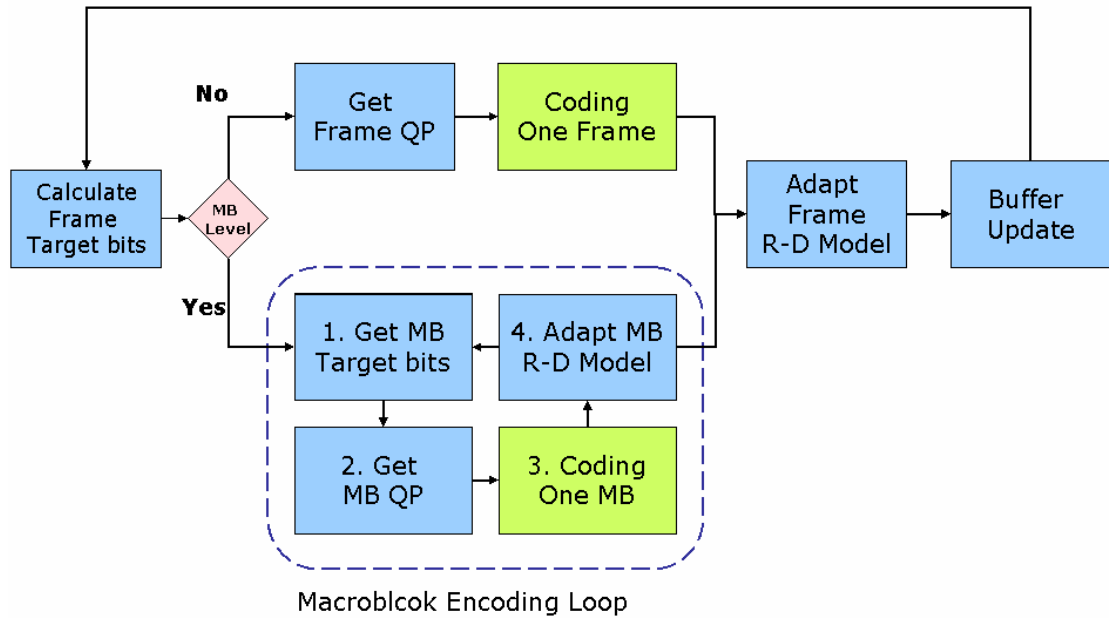 No
Get
Frame QP
Coding
One Frame
Calculate
Frame
Target bits
MB
Level
Adapt
Frame
R-D Model
Buffer
Update
Yes
1. Get MB
Target bits
4. Adapt MB
R-D Model
2. Get
MB QP
3. Coding
One MB
Macroblcok Encoding Loop